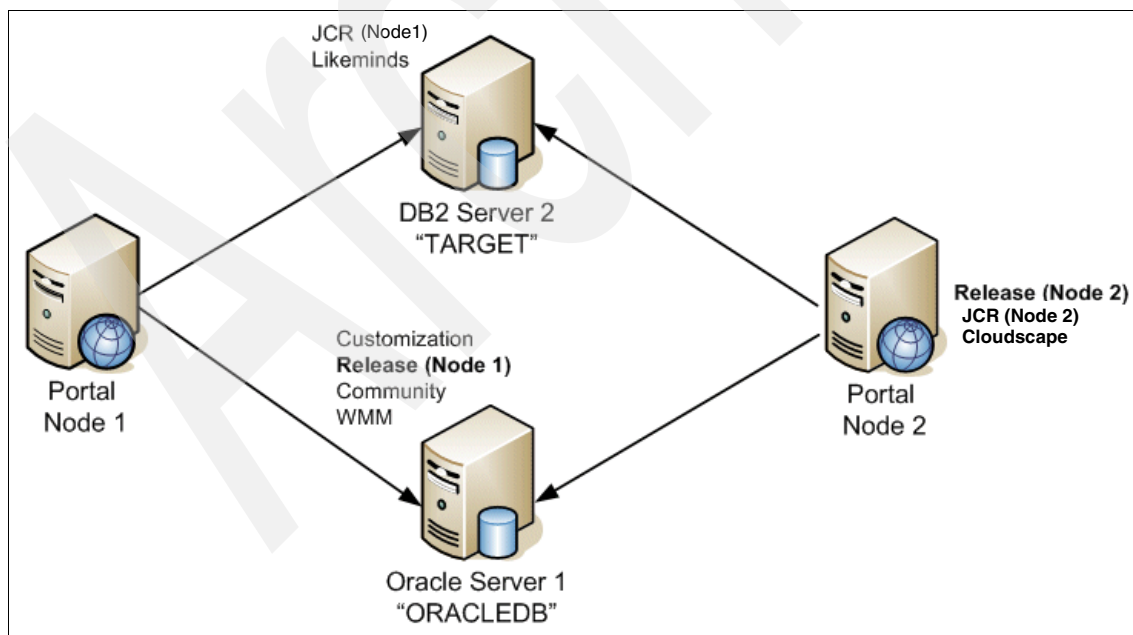 JCR (Node1)
Likeminds
DB2 Server 2
“TARGET”
Portal
Node 1
Customization
Release (Node 1)
Community
WMM
Release (Node 2)
JCR (Node 2)
Cloudscape
Portal
Node 2
Oracle Server 1
“ORACLEDB”